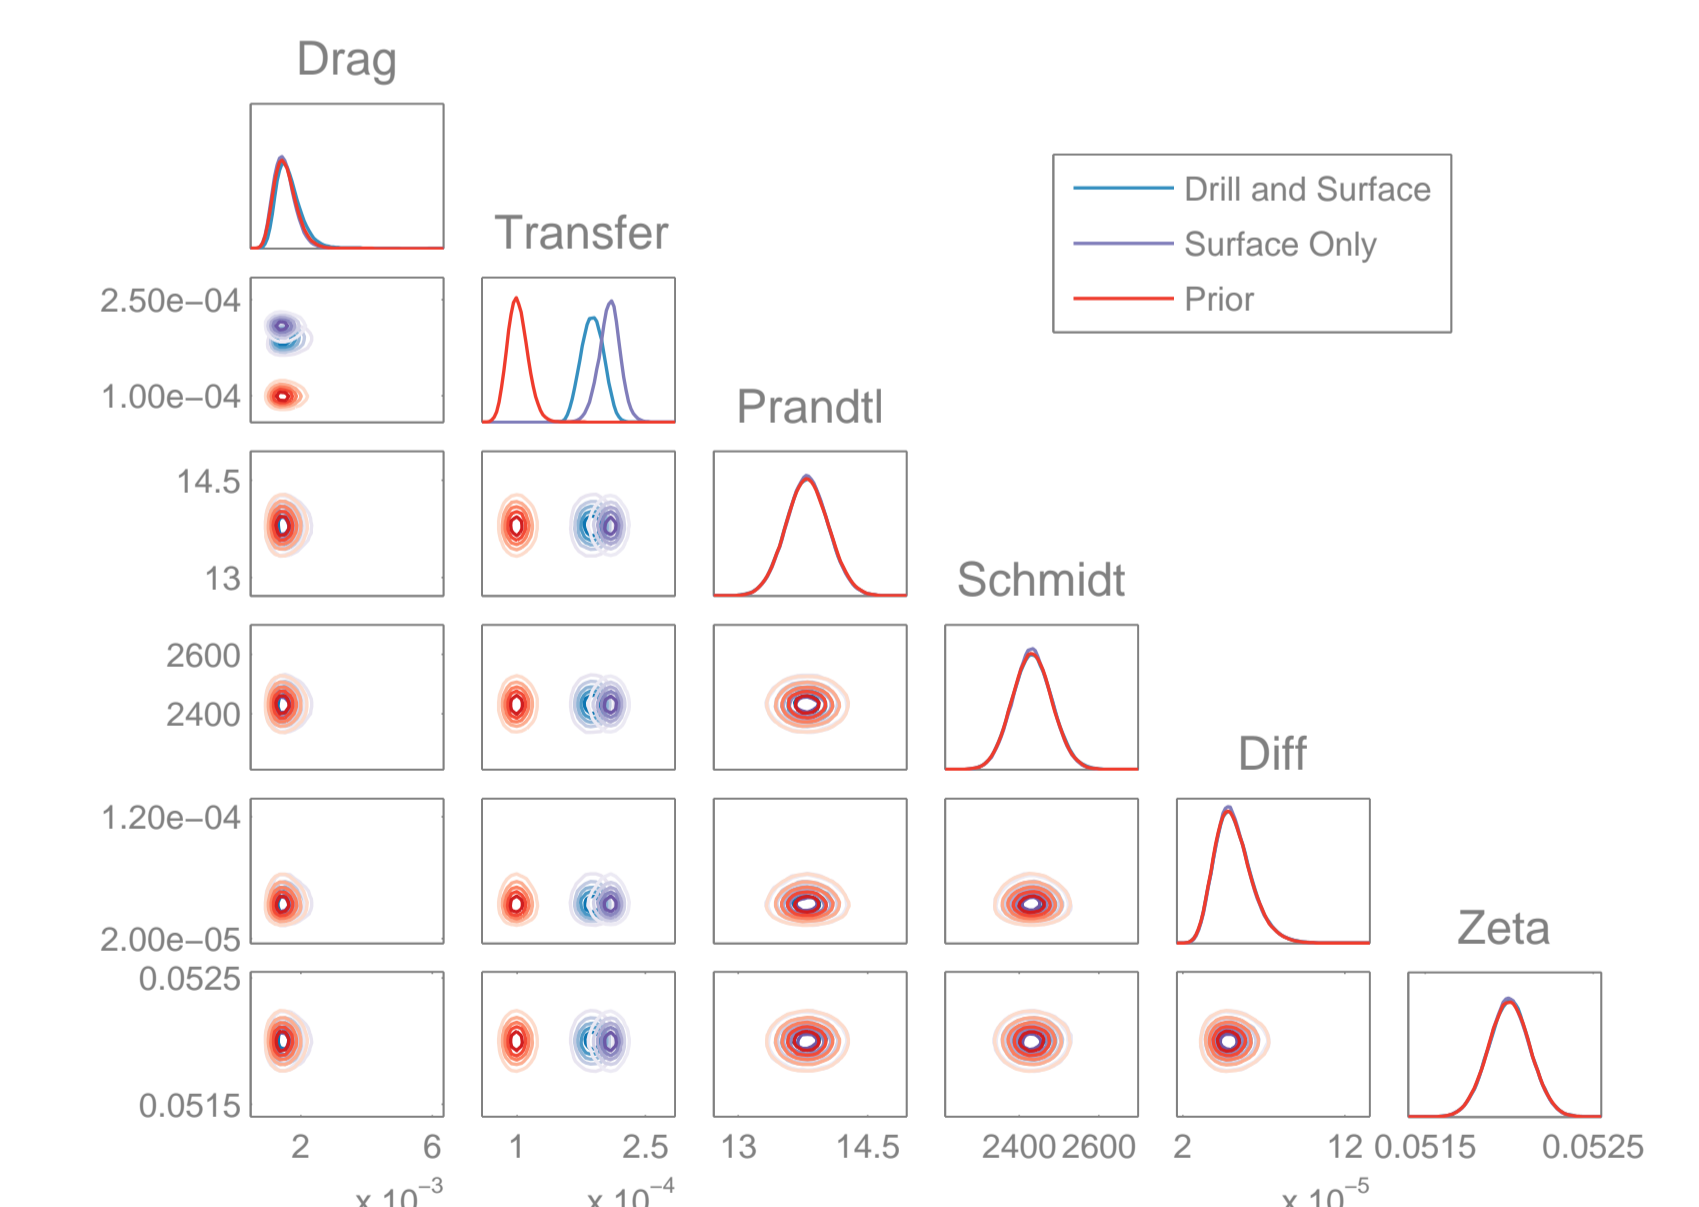 Drag
Drill and Surface
Transfer
Surface Only
2.50e−04
Prior
1.00e−04
Prandtl
14.5
13
Schmidt
2600
2400
Diff
1.20e−04
2.00e−05
Zeta
0.0525
0.0515
2 6 1 2.5 13 14.5 2400 2600 2 12 0.0515 0.0525
x 10−3 x 10−4 x 10−5